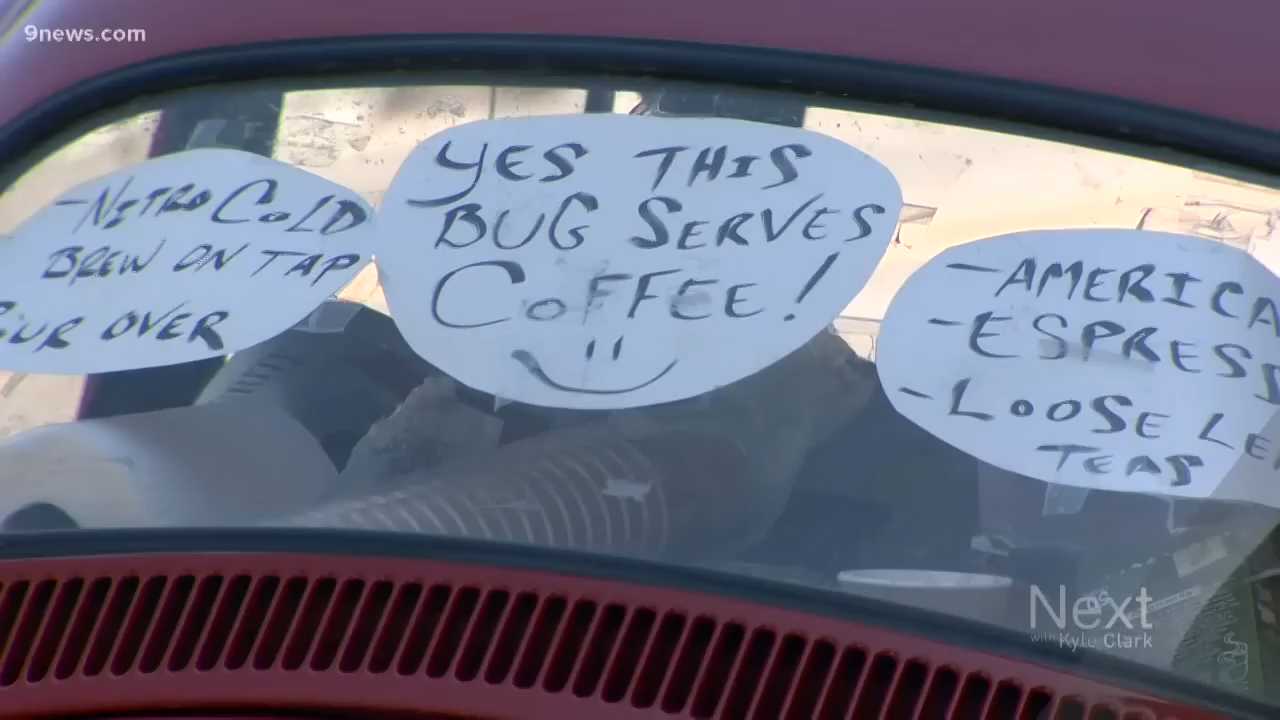 9news.com
-NITRO COLD
BREW ON TAP
POUR OVER
YES THIS
BUG SERVES
COFFEE!
-AMERICA
-ESPRESS
-LOOSE LE
TEAS
Next
with Kyle Clark